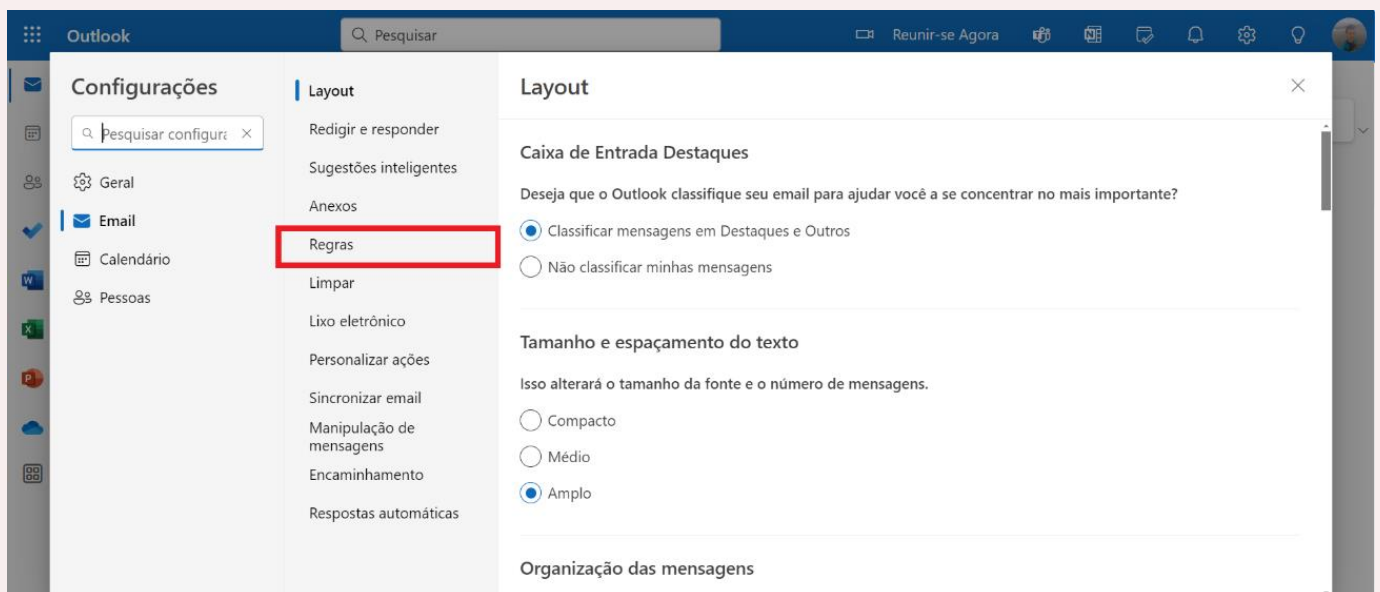 Outlook
Pesquisar
Reunir-se Agora
Configurações
Pesquisar configura
Geral
Email
Calendário
Pessoas
Layout
Redigir e responder
Sugestões inteligentes
Anexos
Regras
Limpar
Lixo eletrônico
Personalizar ações
Sincronizar email
Manipulação de
mensagens
Encaminhamento
Respostas automáticas
Layout
Caixa de Entrada Destaques
Deseja que o Outlook classifique seu email para ajudar você a se concentrar no mais importante?
Classificar mensagens em Destaques e Outros
Não classificar minhas mensagens
Tamanho e espaçamento do texto
Isso alterará o tamanho da fonte e o número de mensagens.
Compacto
Médio
Amplo
Organização das mensagens